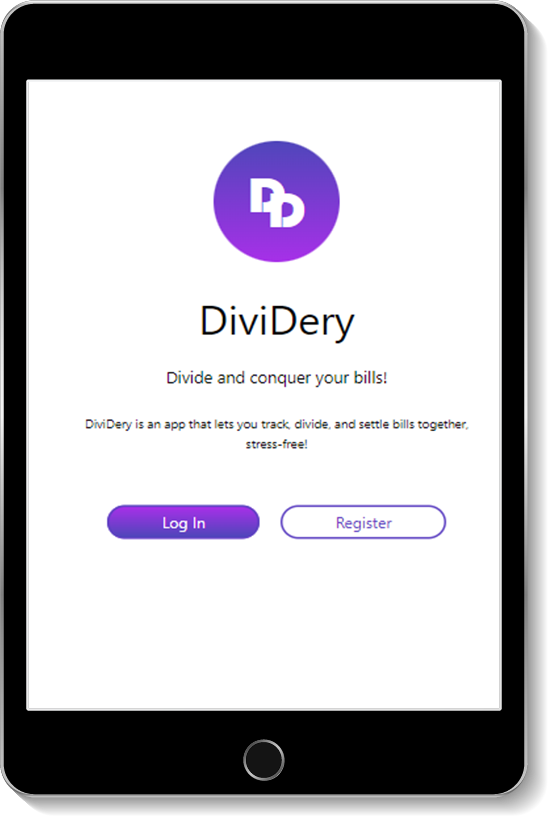 DD
DiviDery
Divide and conquer your bills!
DiviDery is an app that lets you track, divide, and settle bills together,
stress-free!
Log In
Register